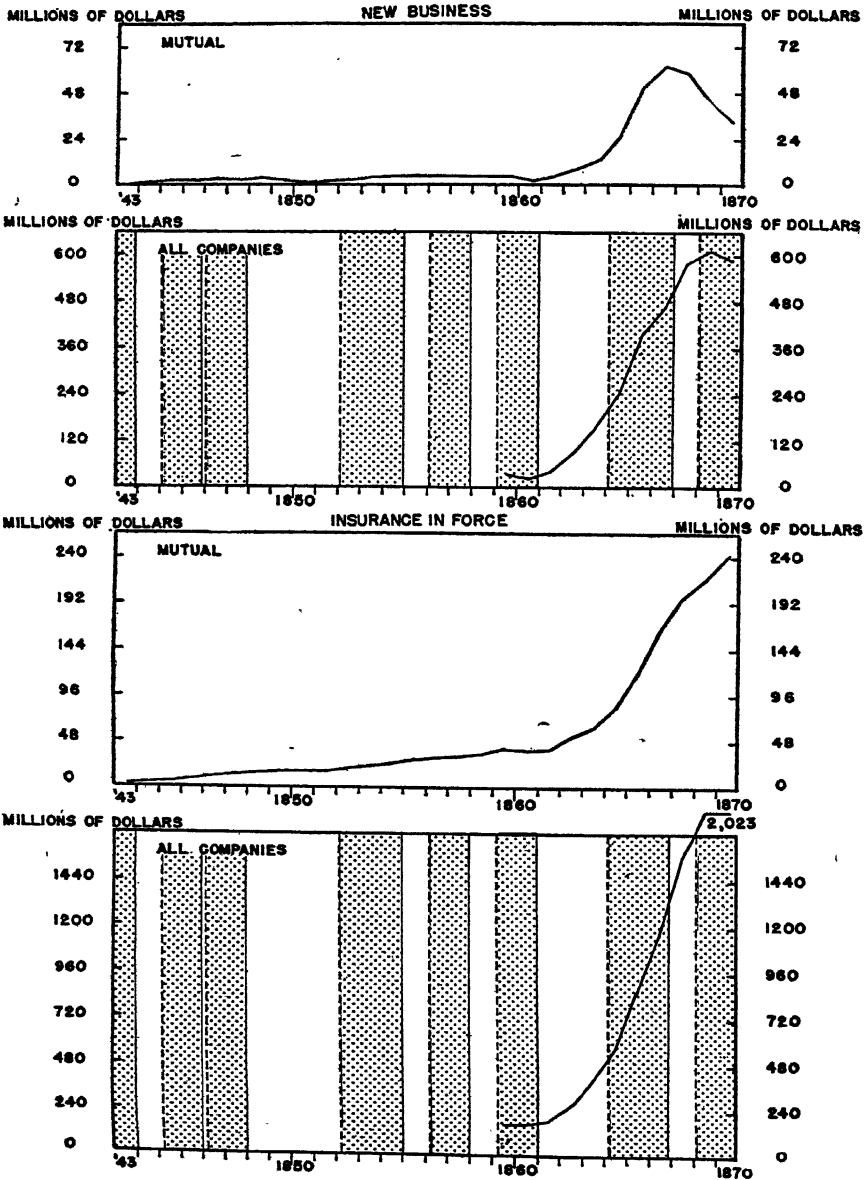 MILLIONS OF DOLLARS NEW BUSINESS MILLIONS OF DOLLARS
MUTUAL
72 72
48 48
24 24
0 0
'43 1850 1860 1870
MILLIONS OF DOLLARS MILLIONS OF DOLLARS
ALL COMPANIES
600 600
480 480
360 360
240 240
120 120
0 0
'43 1850 1860 1870
MILLIONS OF DOLLARS INSURANCE IN FORCE MILLIONS OF DOLLARS
MUTUAL
240 240
192 192
144 144
96 96
48 48
0 0
'43 1850 1860 1870
MILLIONS OF DOLLARS 2,023
ALL COMPANIES
1440 1440
1200 1200
960 960
720 720
480 480
240 240
0 0
'43 1850 1860 1870